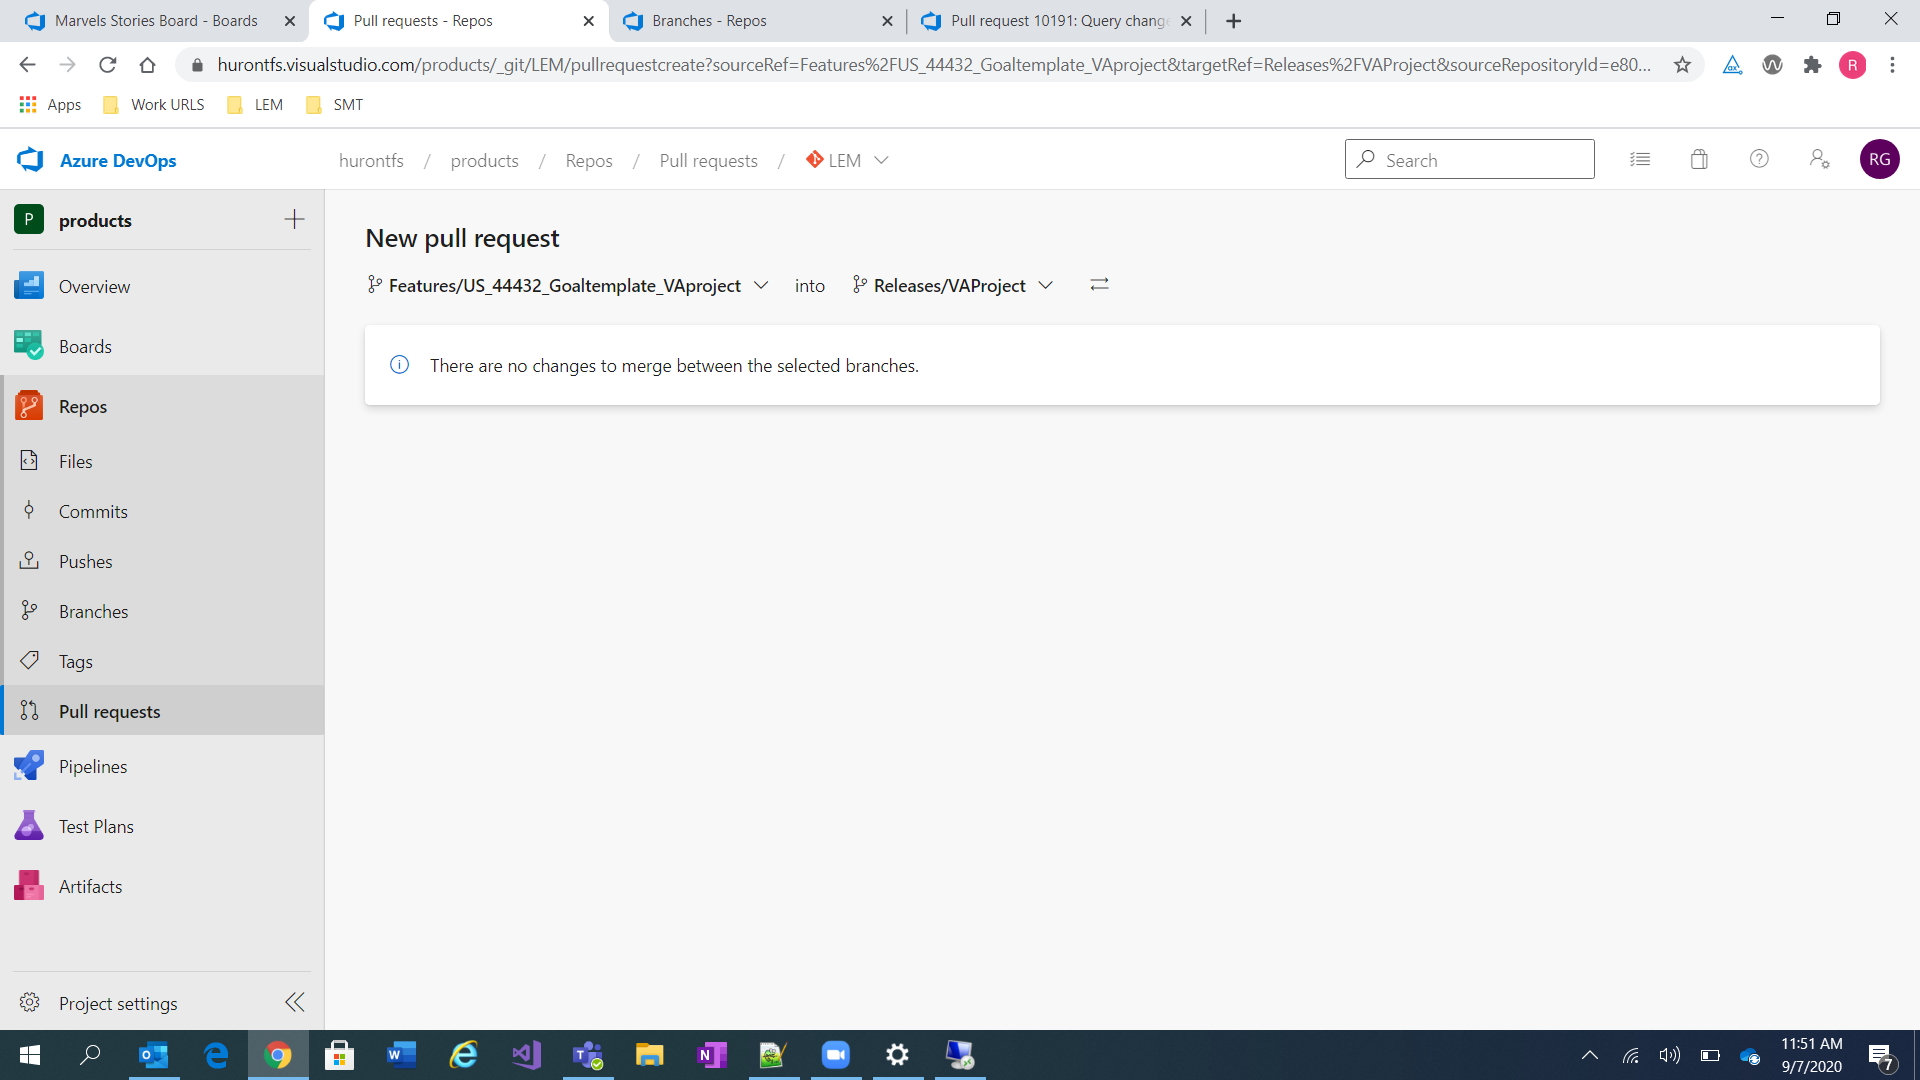 Marvels Stories Board - Boards
Pull requests - Repos
Branches - Repos
Pull request 10191: Query chang
hurontfs.visualstudio.com/products/_git/LEM/pullrequestcreate?sourceRef=Features%2FUS_44432_Goaltemplate_VAproject&targetRef=Releases%2FVAProject&sourceRepositoryId=e80...
R
Apps
Work URLS
LEM
SMT
Azure DevOps
hurontfs / products / Repos / Pull requests / LEM
Search
RG
P products
Overview
Boards
Repos
Files
Commits
Pushes
Branches
Tags
Pull requests
Pipelines
Test Plans
Artifacts
Project settings
New pull request
Features/US_44432_Goaltemplate_VAproject into Releases/VAProject
There are no changes to merge between the selected branches.
11:51 AM
9/7/2020
7